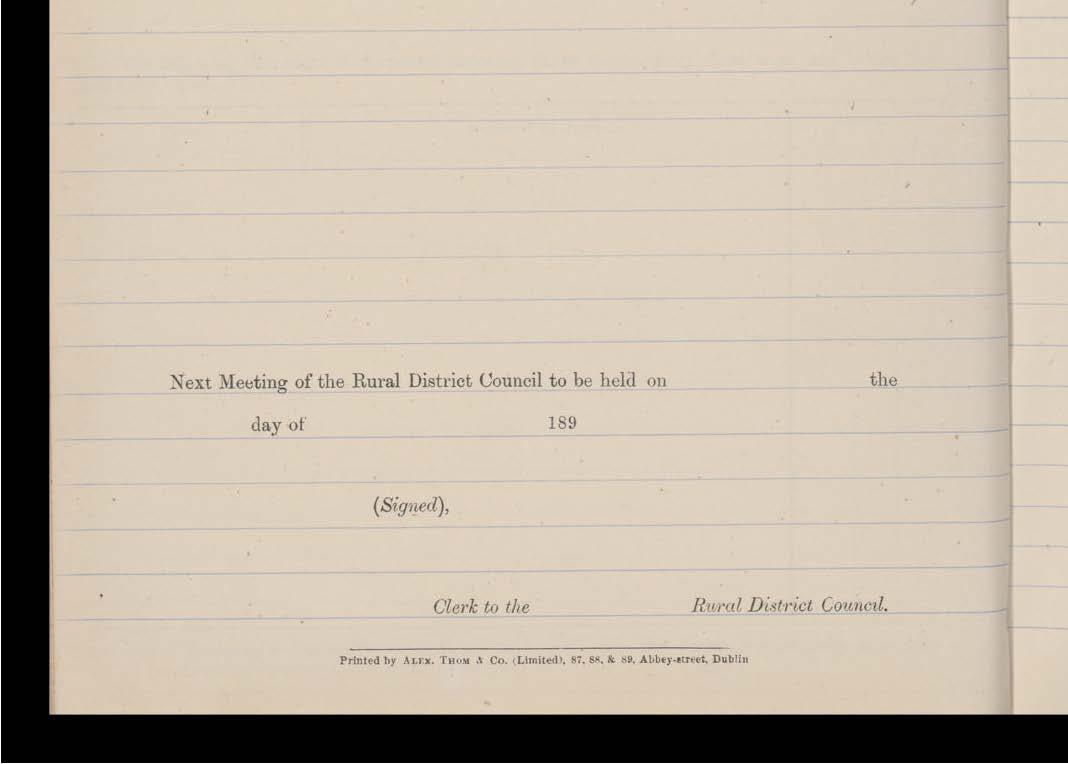 Next Meeting of the Rural District Council to be held on the
day of 189
(Signed),
Clerk to the Rural District Council.
Printed by ALEX. THOM & Co. (Limited), 87, 88, & 89, Abbey-street, Dublin